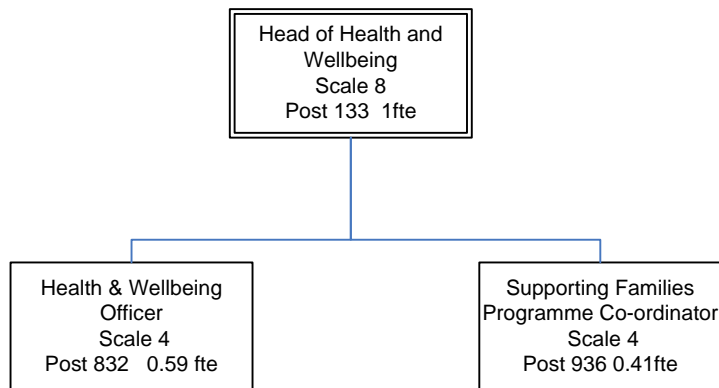 Head of Health and
Wellbeing
Scale 8
Post 133 1fte
Health & Wellbeing
Officer
Scale 4
Post 832 0.59 fte
Supporting Families
Programme Co-ordinator
Scale 4
Post 936 0.41fte